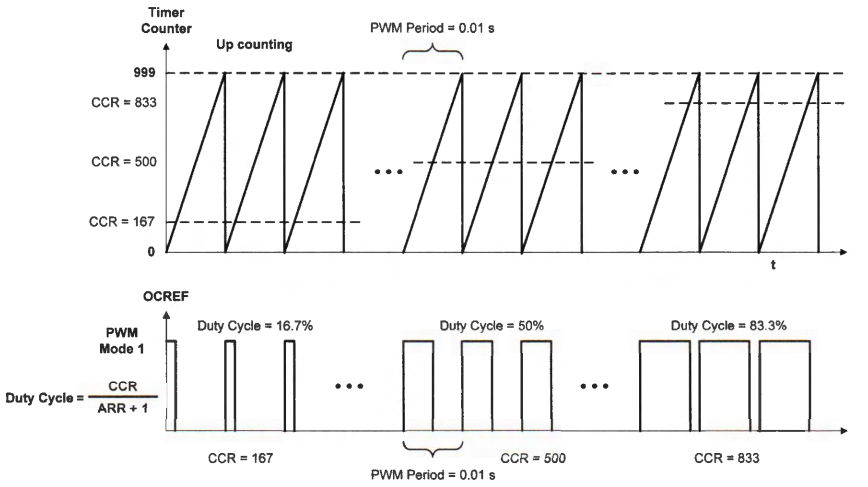 Timer
Counter
Up counting
PWM Period = 0.01 s
999
CCR = 833
CCR = 500
CCR = 167
0
t
OCREF
PWM
Mode 1
Duty Cycle = 16.7%
Duty Cycle = 50%
Duty Cycle = 83.3%
Duty Cycle = CCR
ARR + 1
CCR = 167
CCR = 500
CCR = 833
PWM Period = 0.01 s